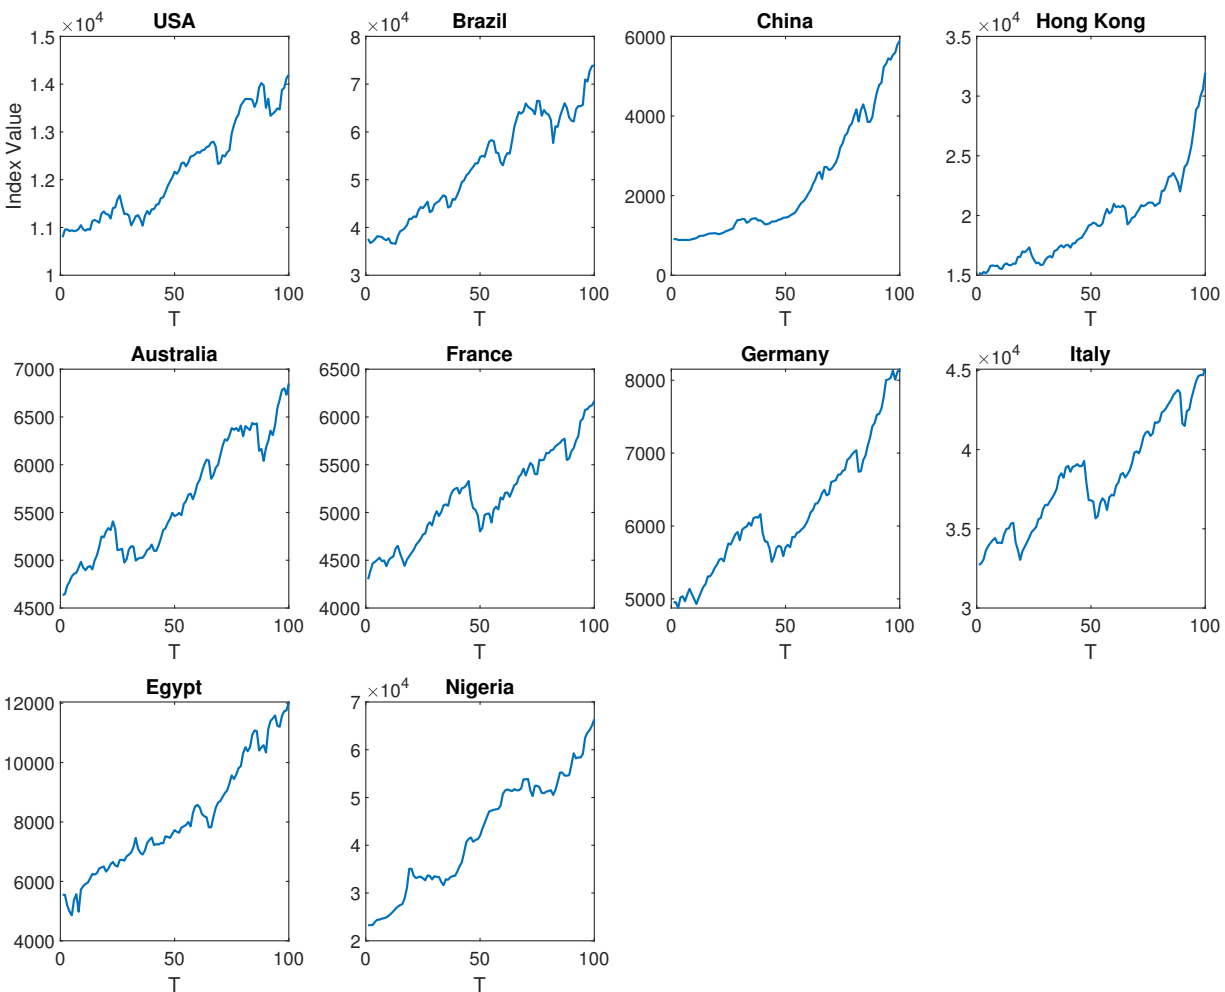 USA
×10^4
1.5
1.4
1.3
1.2
1.1
1
0 50 100
T
Index Value
Brazil
×10^4
8
7
6
5
4
3
0 50 100
T
China
6000
4000
2000
0
0 50 100
T
Hong Kong
×10^4
3.5
3
2.5
2
1.5
0 50 100
T
Australia
7000
6500
6000
5500
5000
4500
0 50 100
T
France
6500
6000
5500
5000
4500
4000
0 50 100
T
Germany
8000
7000
6000
5000
0 50 100
T
Italy
×10^4
4.5
4
3.5
3
0 50 100
T
Egypt
12000
10000
8000
6000
4000
0 50 100
T
Nigeria
×10^4
7
6
5
4
3
2
0 50 100
T